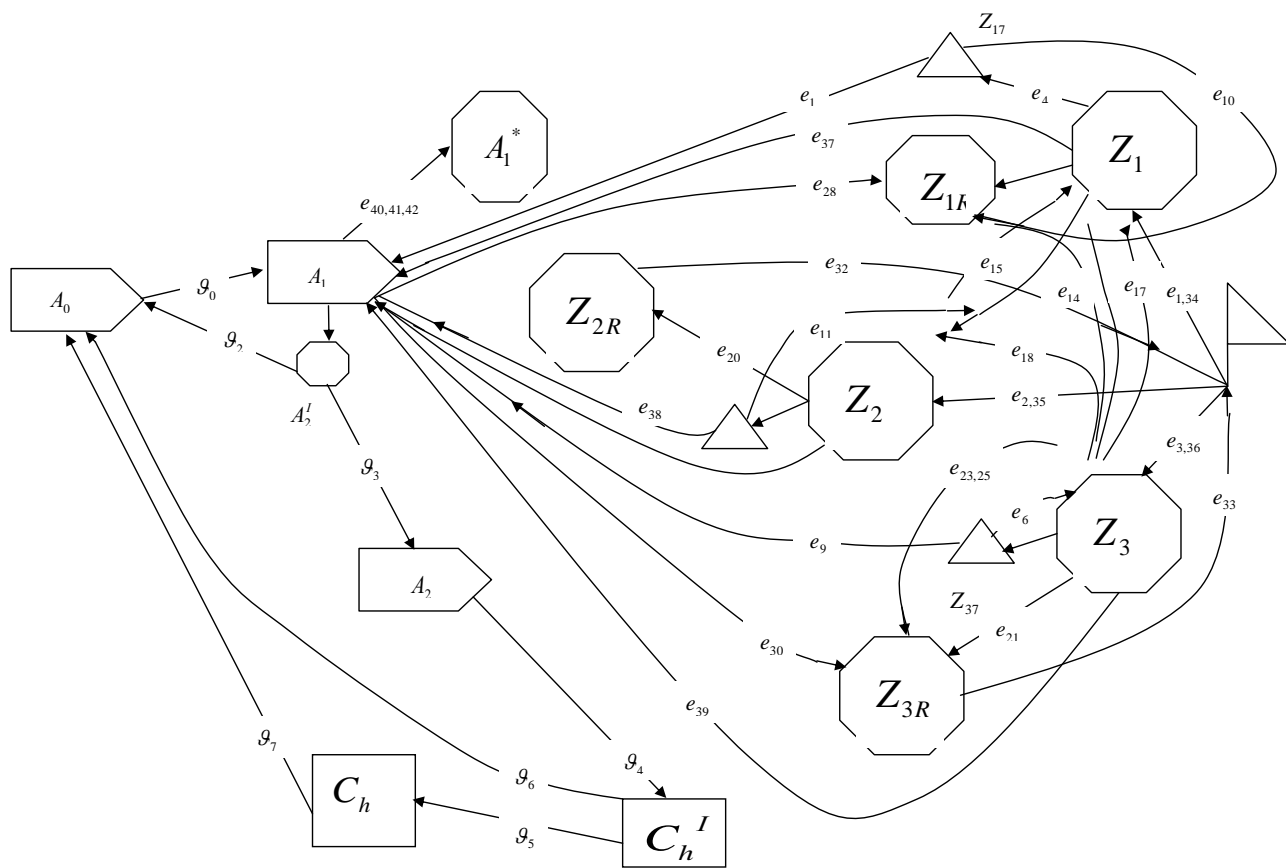 Z₁₇
e₁
e₄
e₁₀
e₃₇
A₁*
Z₁
e₂₈
Z₁R
e₄₀,₄₁,₄₂
A₁
A₀
ϑ₀
e₃₂
e₁₅
e₁₄
e₁₇
e₁,₃₄
Z₂R
ϑ₂
e₁₁
e₂₀
e₁₈
A₂ᴵ
e₃₈
Z₂
e₂,₃₅
ϑ₃
e₂₃,₂₅
e₃,₃₆
e₃₃
e₆
Z₃
e₉
A₂
Z₃₇
e₂₁
e₃₀
Z₃R
e₃₉
ϑ₇
ϑ₆
ϑ₄
C_h
ϑ₅
C_hᴵ